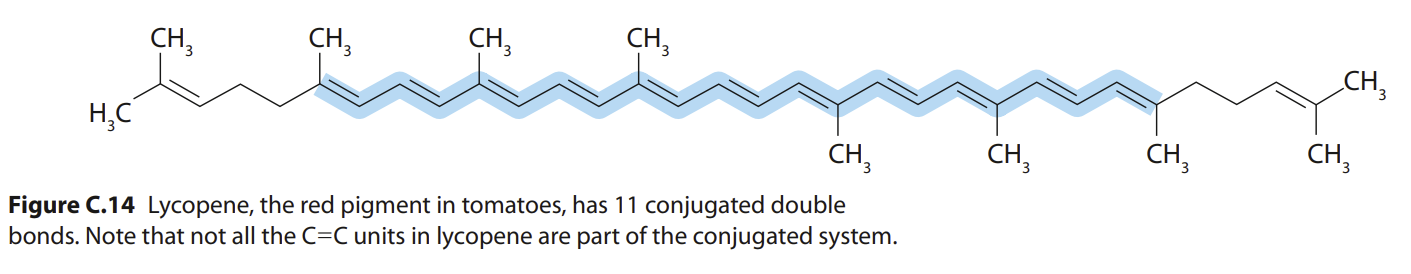 CH₃ CH₃ CH₃ CH₃
H₃C CH₃
CH₃ CH₃ CH₃ CH₃
Figure C.14 Lycopene, the red pigment in tomatoes, has 11 conjugated double
bonds. Note that not all the C=C units in lycopene are part of the conjugated system.